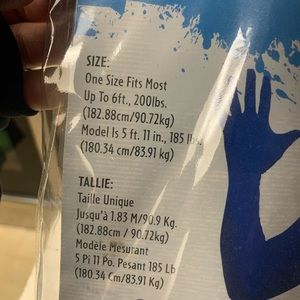 SIZE:
One Size Fits Most
Up To 6ft., 200lbs.
(182.88cm/90.72kg)
Model Is 5 ft. 11 in., 185 lbs.
(180.34 cm/83.91 kg)
TALLIE:
Taille Unique
Jusqu'à 1.83 M/90.9 Kg.
(182.88cm / 90.72kg)
Modèle Mesurant
5 Pi 11 Po. Pesant 185 Lb
(180.34 Cm/83.91 Kg)